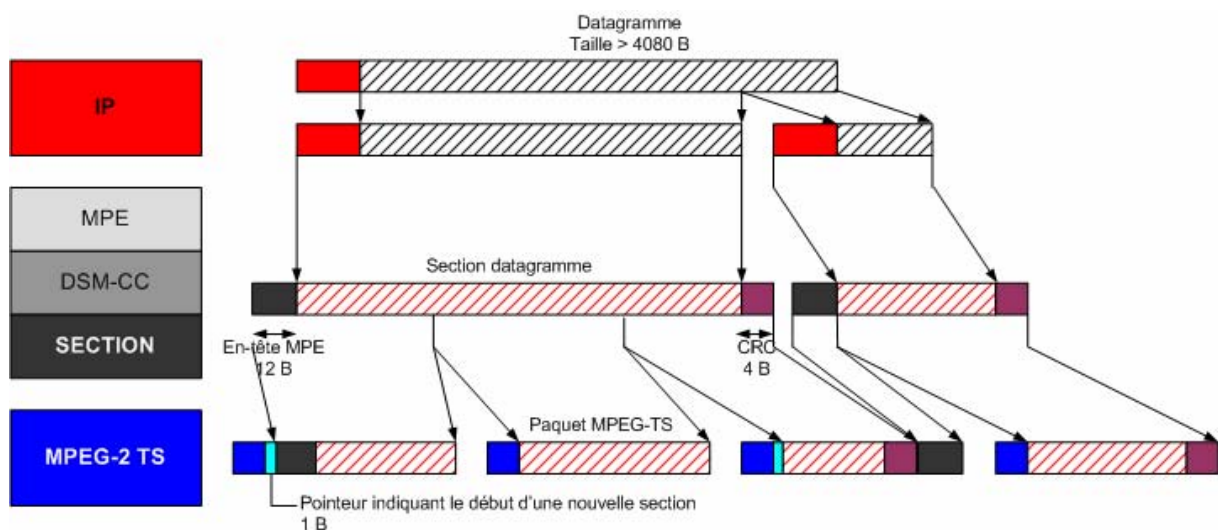 Datagramme
Taille > 4080 B
IP
MPE
DSM-CC
SECTION
Section datagramme
En-tête MPE
12 B
CRC
4 B
MPEG-2 TS
Paquet MPEG-TS
Pointeur indiquant le début d'une nouvelle section
1 B